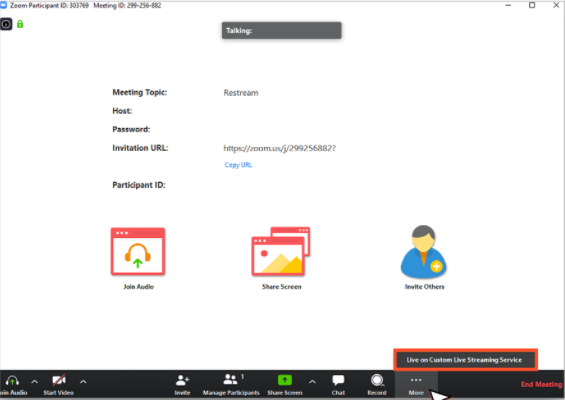 Zoom Participant ID: 303769 Meeting ID: 299-256-882
Talking:
Meeting Topic: Restream
Host:
Password:
Invitation URL: https://zoom.us/j/299256882?
Copy URL
Participant ID:
Join Audio Share Screen Invite Others
Live on Custom Live Streaming Service
oin Audio Start Video Invite Manage Participants 1 Share Screen Chat Record More End Meeting